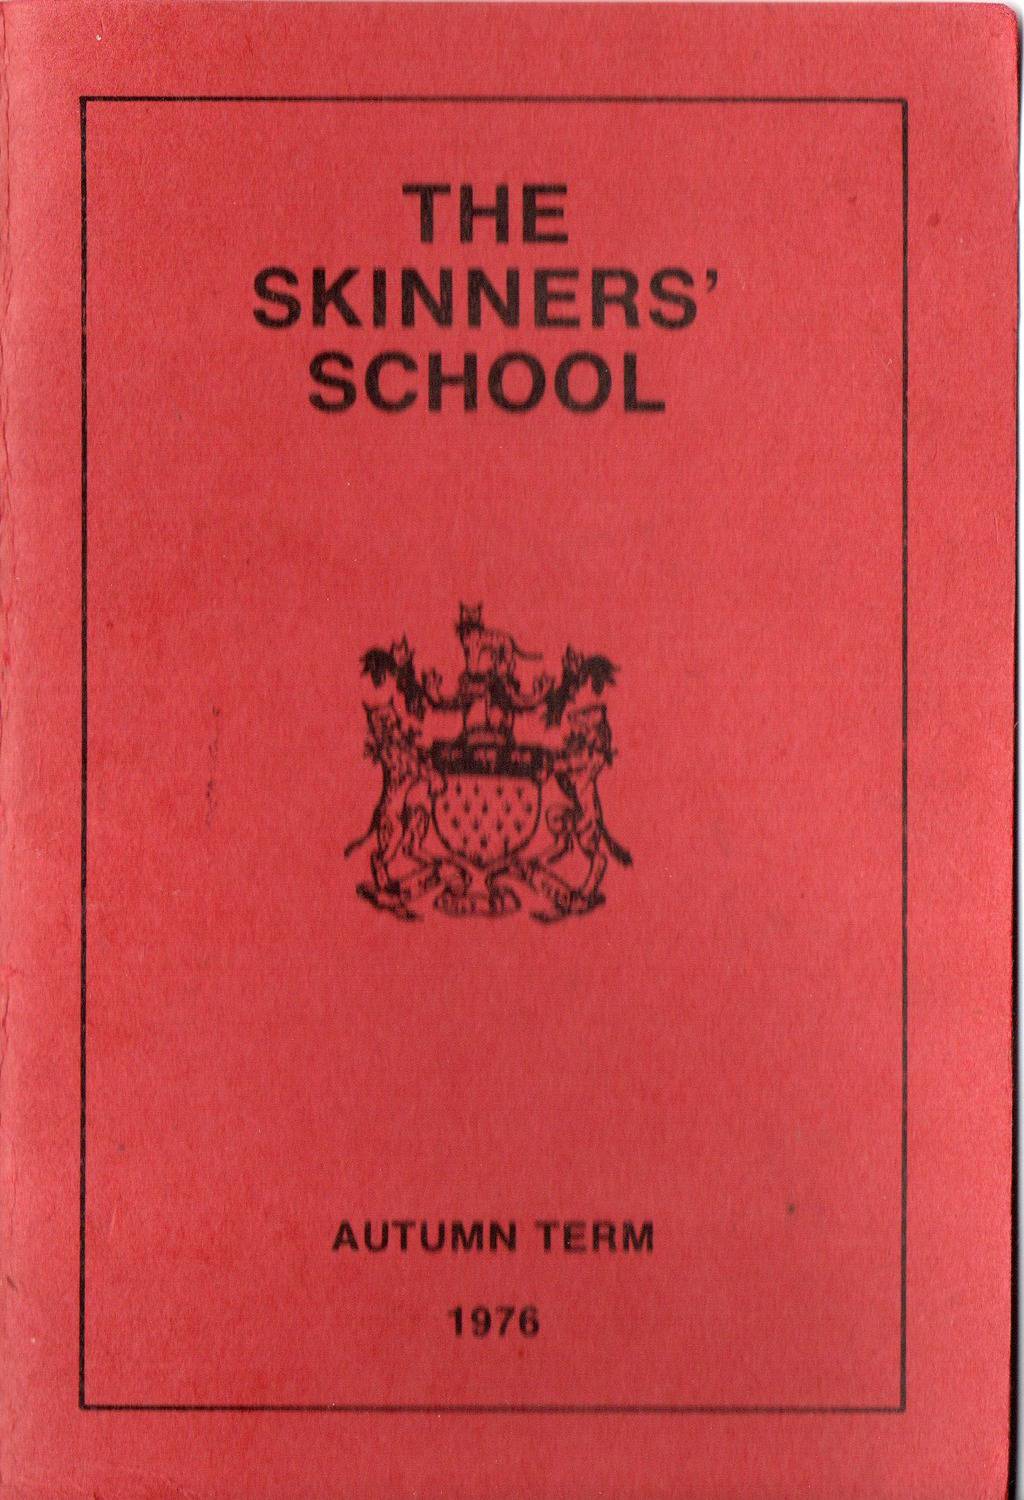 THE
SKINNERS’
SCHOOL
AUTUMN TERM
1976